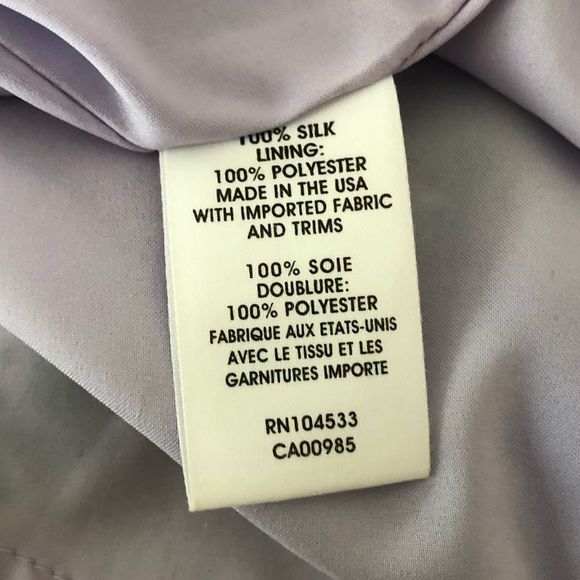 100% SILK
LINING:
100% POLYESTER
MADE IN THE USA
WITH IMPORTED FABRIC
AND TRIMS
100% SOIE
DOUBLURE:
100% POLYESTER
FABRIQUE AUX ETATS-UNIS
AVEC LE TISSU ET LES
GARNITURES IMPORTE
RN104533
CA00985